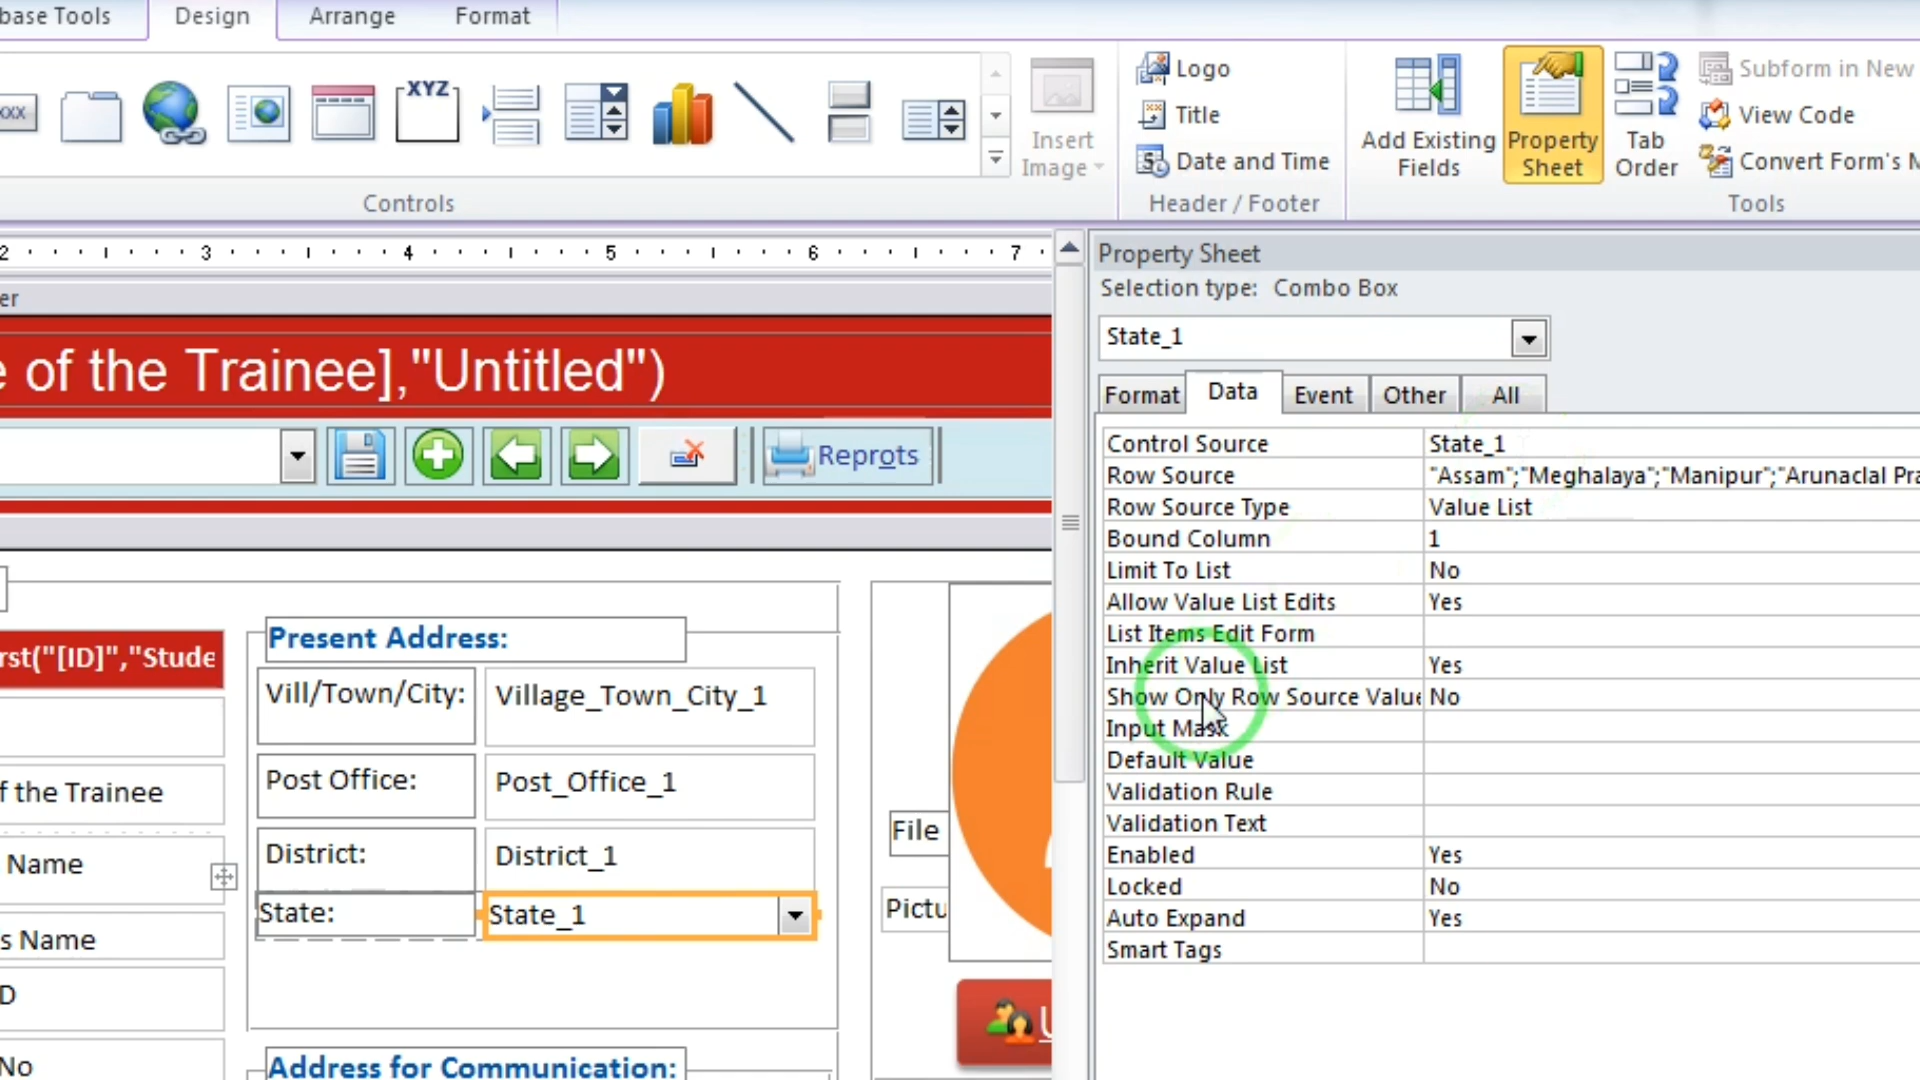 base Tools
Design
Arrange
Format
XXX
XYZ
Insert
Image
Logo
Title
Date and Time
Add Existing
Fields
Property
Sheet
Tab
Order
Subform in New
View Code
Convert Form's M
Controls
Header / Footer
Tools
2 3 4 5 6 7
er
Property Sheet
Selection type: Combo Box
State_1
e of the Trainee],"Untitled")
Format
Data
Event
Other
All
Reprots
Control Source State_1
Row Source "Assam";"Meghalaya";"Manipur";"Arunaclal Pra
Row Source Type Value List
Bound Column 1
Limit To List No
Allow Value List Edits Yes
List Items Edit Form
Inherit Value List Yes
Show Only Row Source Value No
Input Mask
Default Value
Validation Rule
Validation Text
Enabled Yes
Locked No
Auto Expand Yes
Smart Tags
rst("[ID]","Stude
f the Trainee
Name
s Name
D
No
Present Address:
Vill/Town/City: Village_Town_City_1
Post Office: Post_Office_1
District: District_1
State: State_1
Address for Communication:
File
Pictu
U